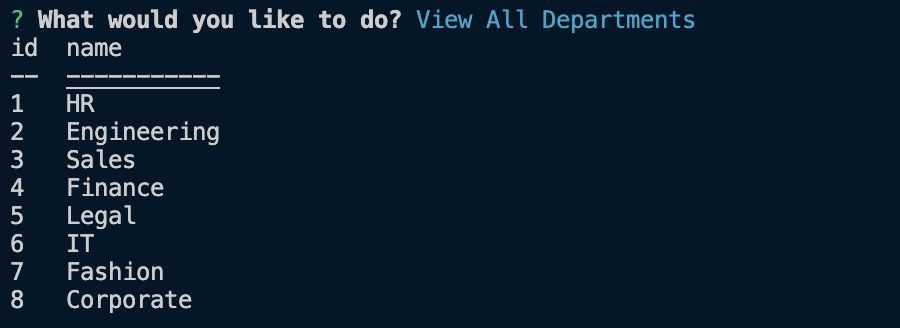 ? What would you like to do? View All Departments
id  name
--  -----------
1   HR
2   Engineering
3   Sales
4   Finance
5   Legal
6   IT
7   Fashion
8   Corporate